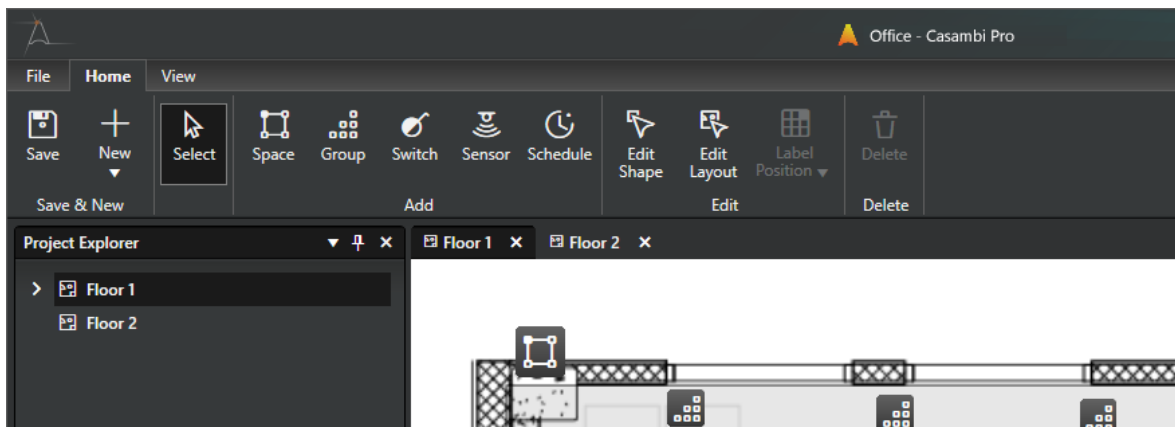 Office - Casambi Pro
File Home View
Save New Select Space Group Switch Sensor Schedule Edit Shape Edit Layout Label Position Delete
Save & New Add Edit Delete
Project Explorer Floor 1 Floor 2
Floor 1
Floor 2